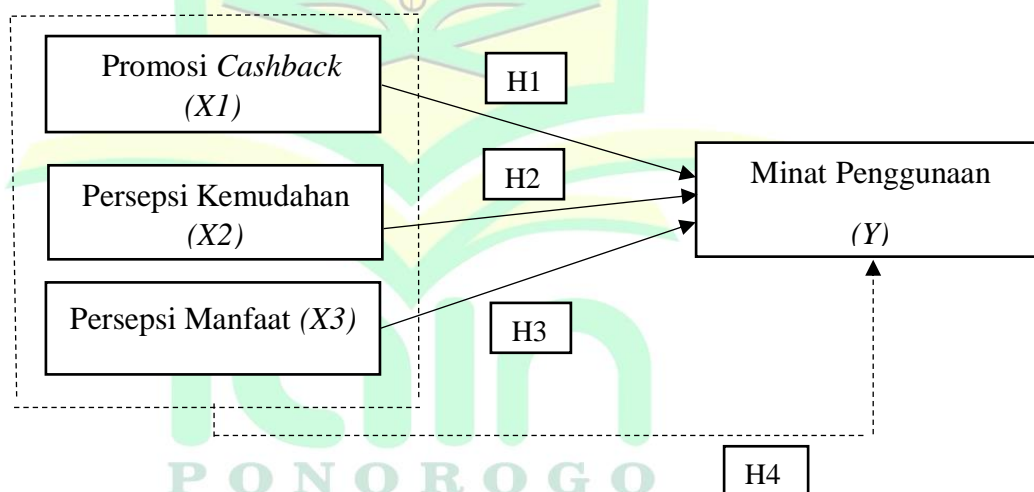 Promosi Cashback
(X1)
H1
Persepsi Kemudahan
(X2)
H2
Minat Penggunaan
(Y)
Persepsi Manfaat (X3)
H3
H4
PONOROGO